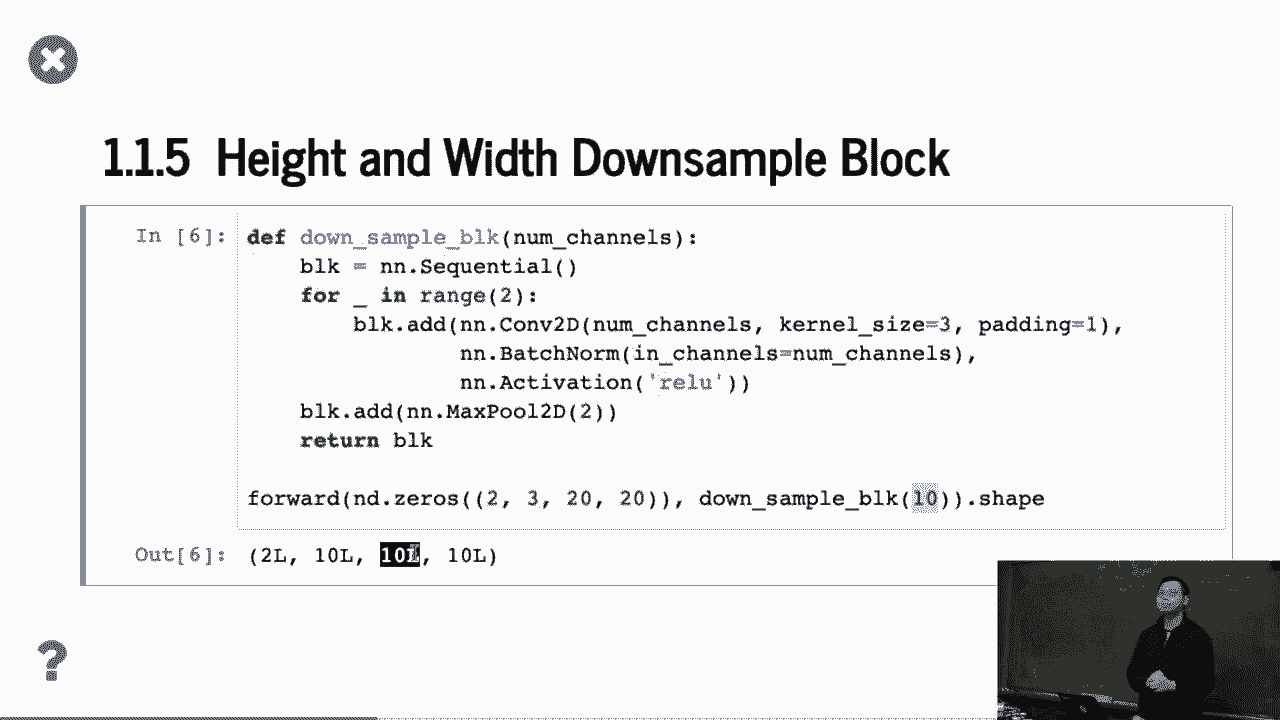 1.1.5 Height and Width Downsample Block
In [6]: def down_sample_blk(num_channels):
blk = nn.Sequential()
for _ in range(2):
blk.add(nn.Conv2D(num_channels, kernel_size=3, padding=1),
nn.BatchNorm(in_channels=num_channels),
nn.Activation('relu'))
blk.add(nn.MaxPool2D(2))
return blk
forward(nd.zeros((2, 3, 20, 20)), down_sample_blk(10)).shape
Out[6]: (2L, 10L, 10L, 10L)
?